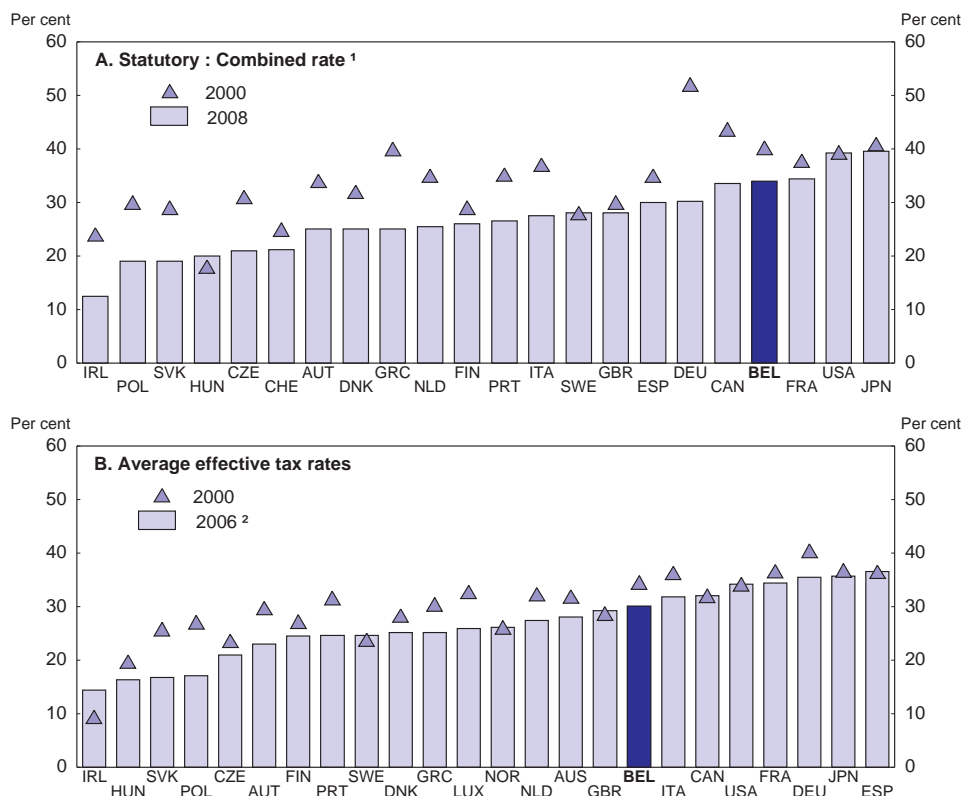 Per cent Per cent
60 60
A. Statutory : Combined rate ¹
50 2000 50
2008
40 40
30 30
20 20
10 10
0 0
IRL SVK CZE AUT GRC FIN ITA GBR DEU BEL USA
POL HUN CHE DNK NLD PRT SWE ESP CAN FRA JPN
Per cent Per cent
60 60
B. Average effective tax rates
50 2000 50
2006 ²
40 40
30 30
20 20
10 10
0 0
IRL SVK CZE FIN SWE GRC NOR AUS BEL CAN FRA JPN
HUN POL AUT PRT DNK LUX NLD GBR ITA USA DEU ESP